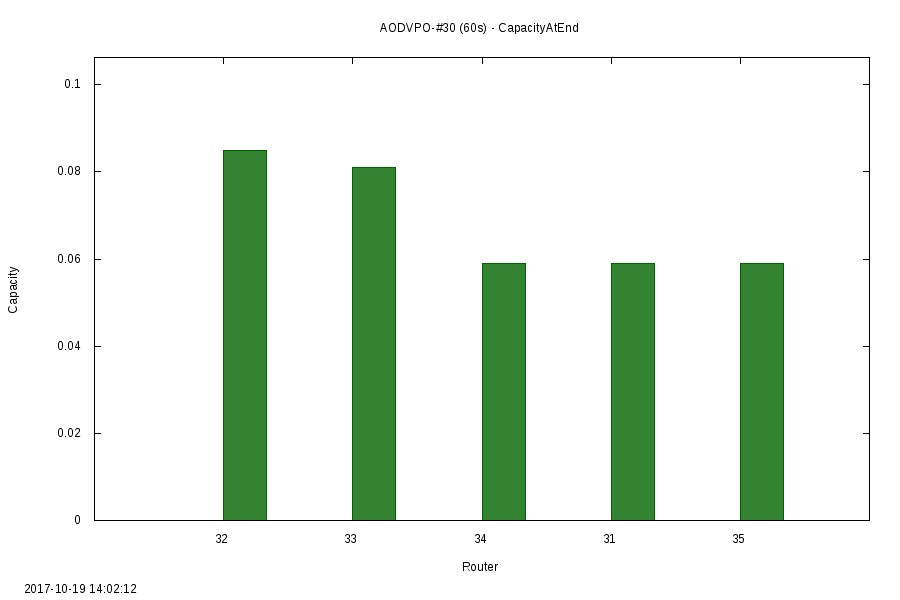 AODVPO-#30 (60s) - CapacityAtEnd
0.1
0.08
0.06
0.04
0.02
0
Capacity
32 33 34 31 35
Router
2017-10-19 14:02:12